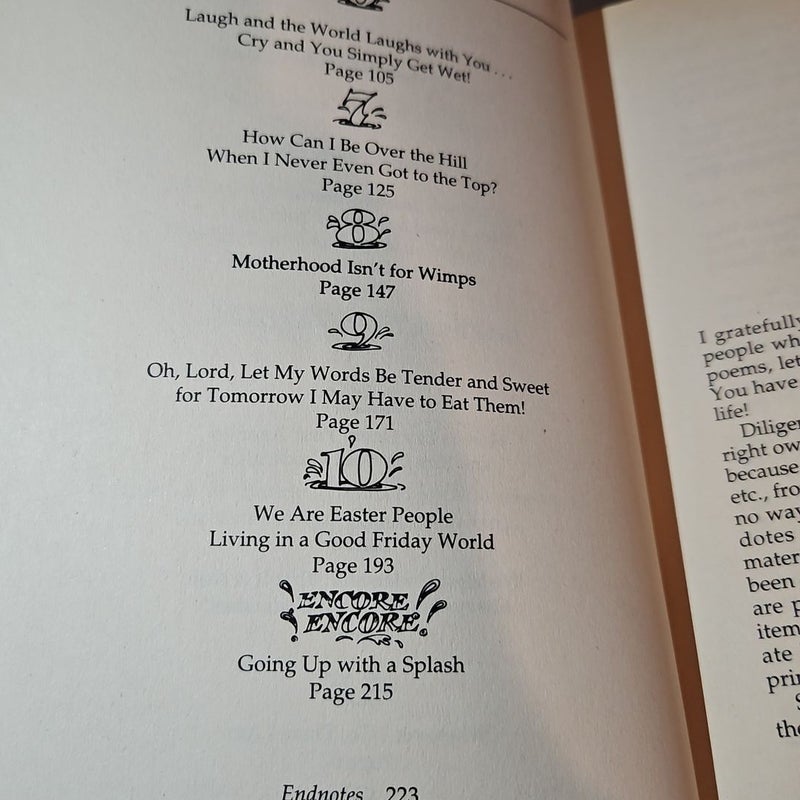 Laugh and the World Laughs with You . . .
Cry and You Simply Get Wet!
Page 105
7
How Can I Be Over the Hill
When I Never Even Got to the Top?
Page 125
8
Motherhood Isn't for Wimps
Page 147
9
Oh, Lord, Let My Words Be Tender and Sweet
for Tomorrow I May Have to Eat Them!
Page 171
10
We Are Easter People
Living in a Good Friday World
Page 193
ENCORE
ENCORE!
Going Up with a Splash
Page 215
Endnotes 223
I gratefully
people wh
poems, let
You have
life!
Diliger
right ow
because
etc., fro
no way
dotes
mater
been
are p
item
ate
prin
S
the